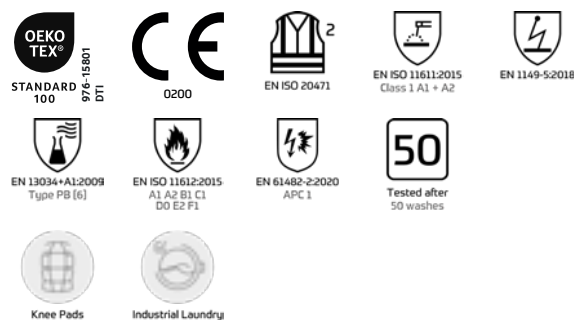 OEKO
TEX®
STANDARD
100
976-15801
DTI
CE
0200
2
EN ISO 20471
EN ISO 11611:2015
Class 1 A1 + A2
EN 1149-5:2018
EN 13034+A1:2009
Type PB [6]
EN ISO 11612:2015
A1 A2 B1 C1
D0 E2 F1
EN 61482-2:2020
APC 1
50
Tested after
50 washes
Knee Pads
Industrial Laundry